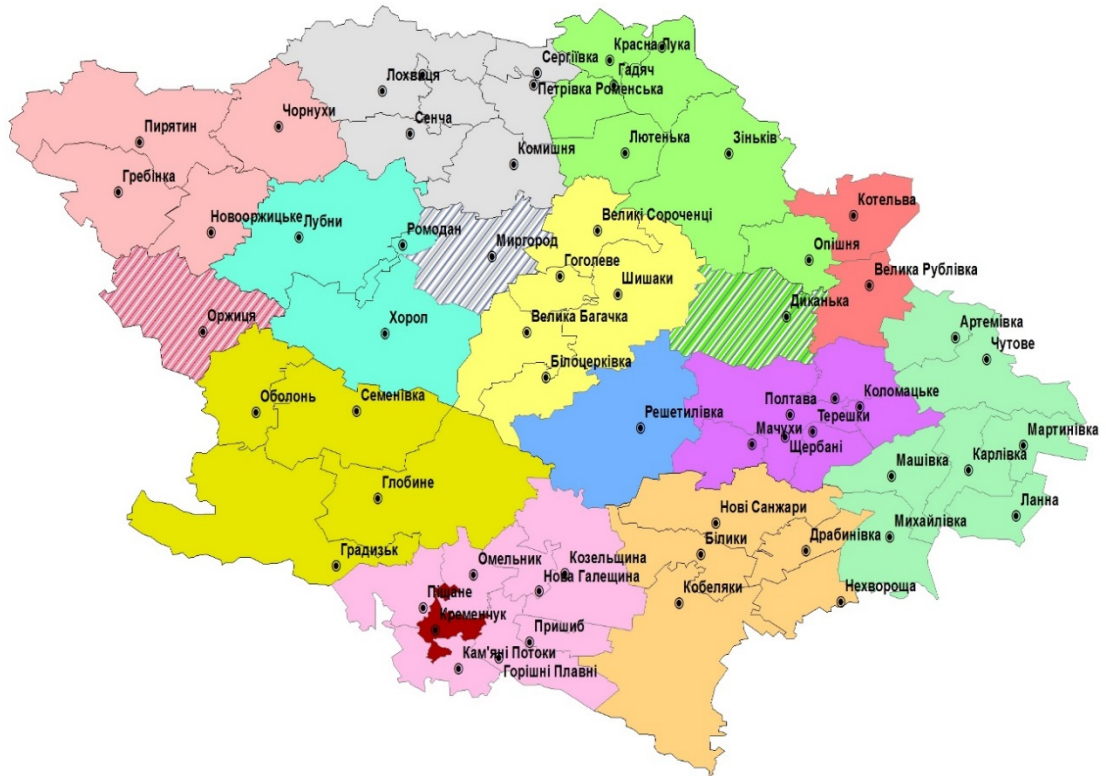 Красна Лука
Сергіївка
Гадяч
Лохвиця
Петрівка Роменська
Чорнухи
Сенча
Пирятин
Лютенька
Зіньків
Комишня
Гребінка
Котельва
Новооржицьке
Лубни
Ромодан
Великі Сороченці
Миргород
Опішня
Гоголеве
Шишаки
Велика Рублівка
Диканька
Оржиця
Хорол
Велика Багачка
Артемівка
Чутове
Білоцерківка
Оболонь
Семенівка
Решетилівка
Полтава
Коломацьке
Терешки
Мачухи
Щербані
Мартинівка
Карлівка
Машівка
Глобине
Ланна
Нові Санжари
Михайлівка
Білики
Драбинівка
Градизьк
Омельник
Козельщина
Нова Галещина
Кобеляки
Нехвороща
Піщане
Кременчук
Пришиб
Кам'яні Потоки
Горішні Плавні